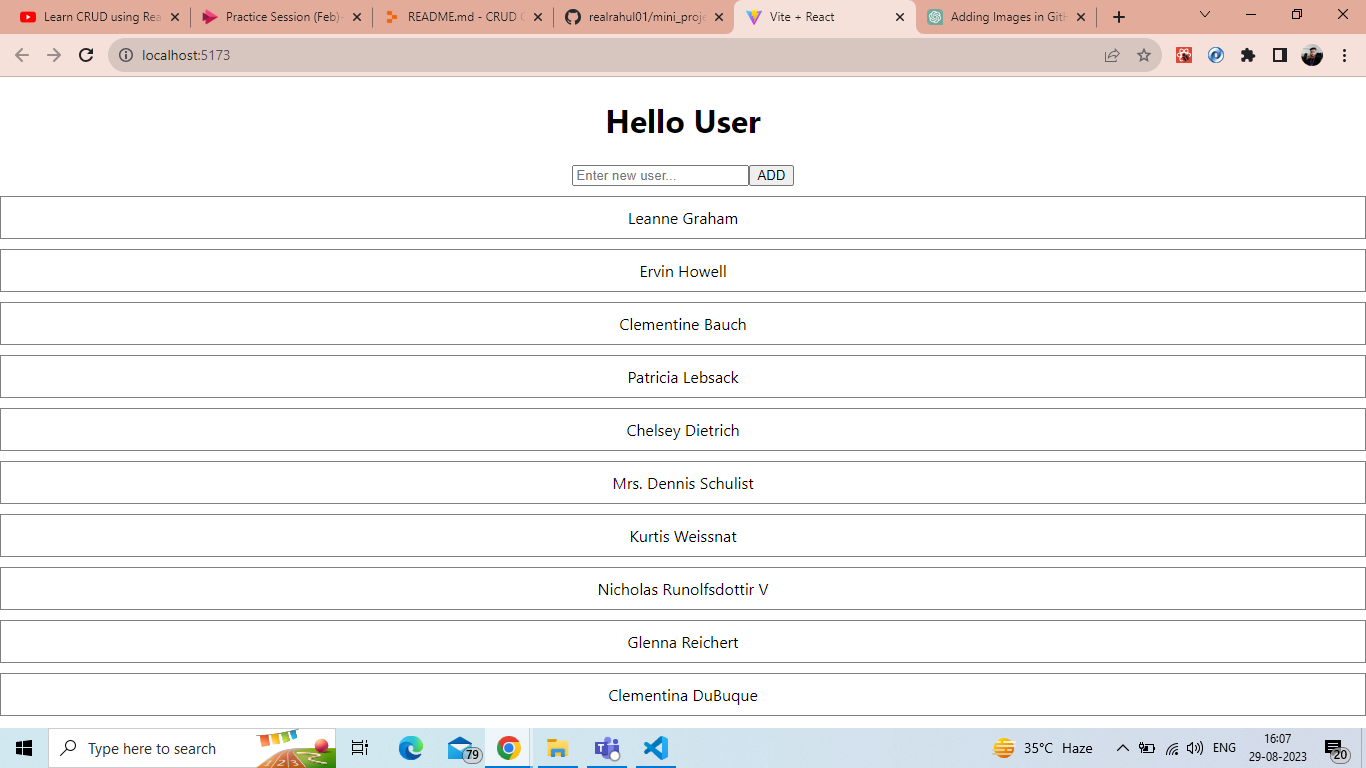 Learn CRUD using Rea
Practice Session (Feb)
README.md - CRUD
realrahul01/mini_proje
Vite + React
Adding Images in GitH
localhost:5173
Hello User
Enter new user... ADD
Leanne Graham
Ervin Howell
Clementine Bauch
Patricia Lebsack
Chelsey Dietrich
Mrs. Dennis Schulist
Kurtis Weissnat
Nicholas Runolfsdottir V
Glenna Reichert
Clementina DuBuque
Type here to search
79
35°C Haze
ENG
16:07
29-08-2023
20